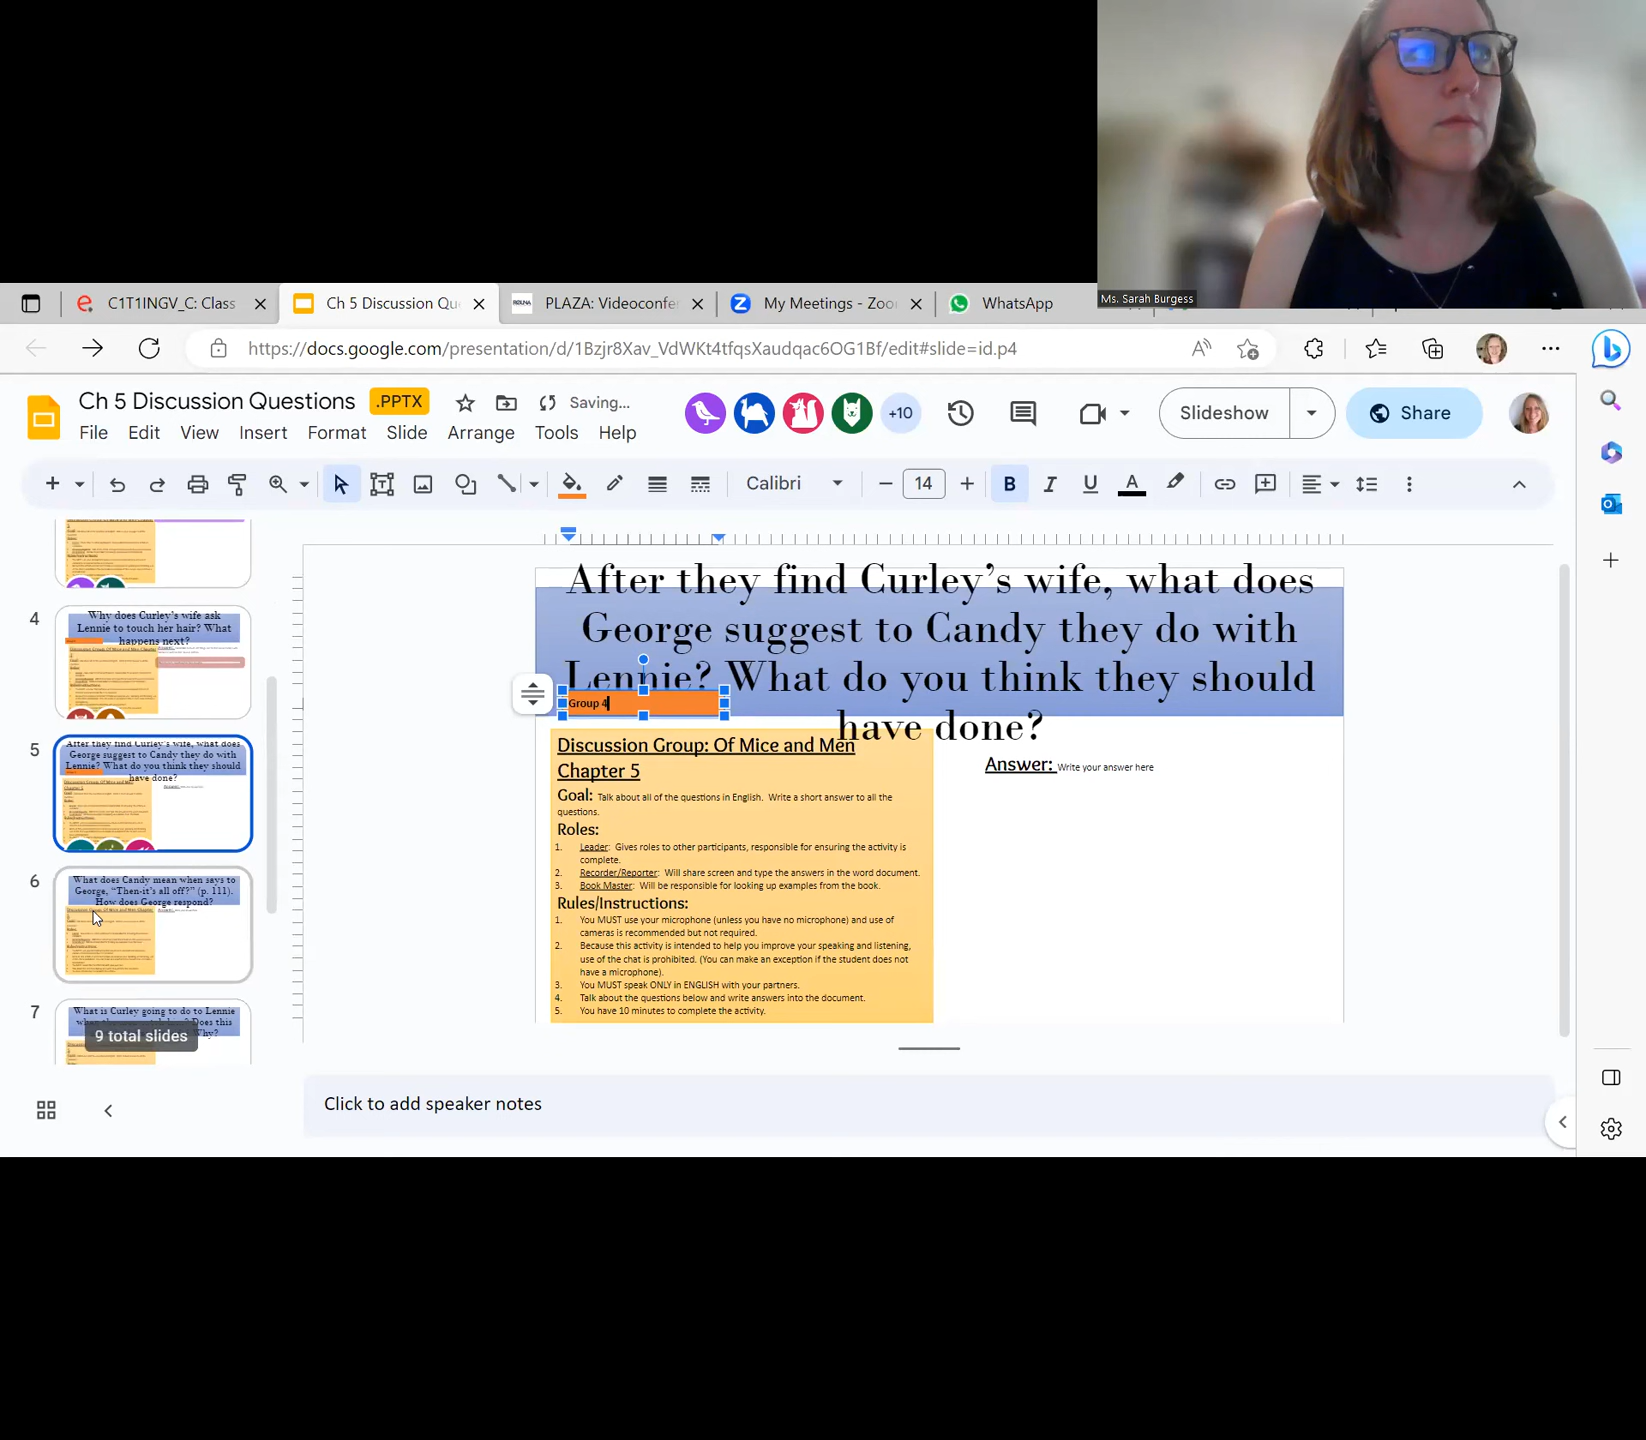 Ms. Sarah Burgess
C1T1INGV_C: Class
Ch 5 Discussion Qu
PLAZA: Videoconfe
My Meetings - Zoo
WhatsApp
https://docs.google.com/presentation/d/1Bzjr8Xav_VdWKt4tfqsXaudqac6OG1Bf/edit#slide=id.p4
Ch 5 Discussion Questions
.PPTX
Saving...
+10
Slideshow
Share
File Edit View Insert Format Slide Arrange Tools Help
Calibri
14
4
Why does Curley's wife ask
Lennie to touch her hair? What
happens next?
5
After they find Curley's wife, what does
George suggest to Candy they do with
Lennie? What do you think they should
have done?
6
What does Candy mean when says to
George, "Then-it's all off?" (p. 111).
How does George respond?
7
What is Curley going to do to Lennie
9 total slides
After they find Curley's wife, what does
George suggest to Candy they do with
Lennie? What do you think they should
have done?
Group 4
Discussion Group: Of Mice and Men
Chapter 5
Goal: Talk about all of the questions in English. Write a short answer to all the
questions.
Roles:
1. Leader: Gives roles to other participants, responsible for ensuring the activity is
complete.
2. Recorder/Reporter: Will share screen and type the answers in the word document.
3. Book Master: Will be responsible for looking up examples from the book.
Rules/Instructions:
1. You MUST use your microphone (unless you have no microphone) and use of
cameras is recommended but not required.
2. Because this activity is intended to help you improve your speaking and listening,
use of the chat is prohibited. (You can make an exception if the student does not
have a microphone).
3. You MUST speak ONLY in ENGLISH with your partners.
4. Talk about the questions below and write answers into the document.
5. You have 10 minutes to complete the activity.
Answer: Write your answer here
Click to add speaker notes